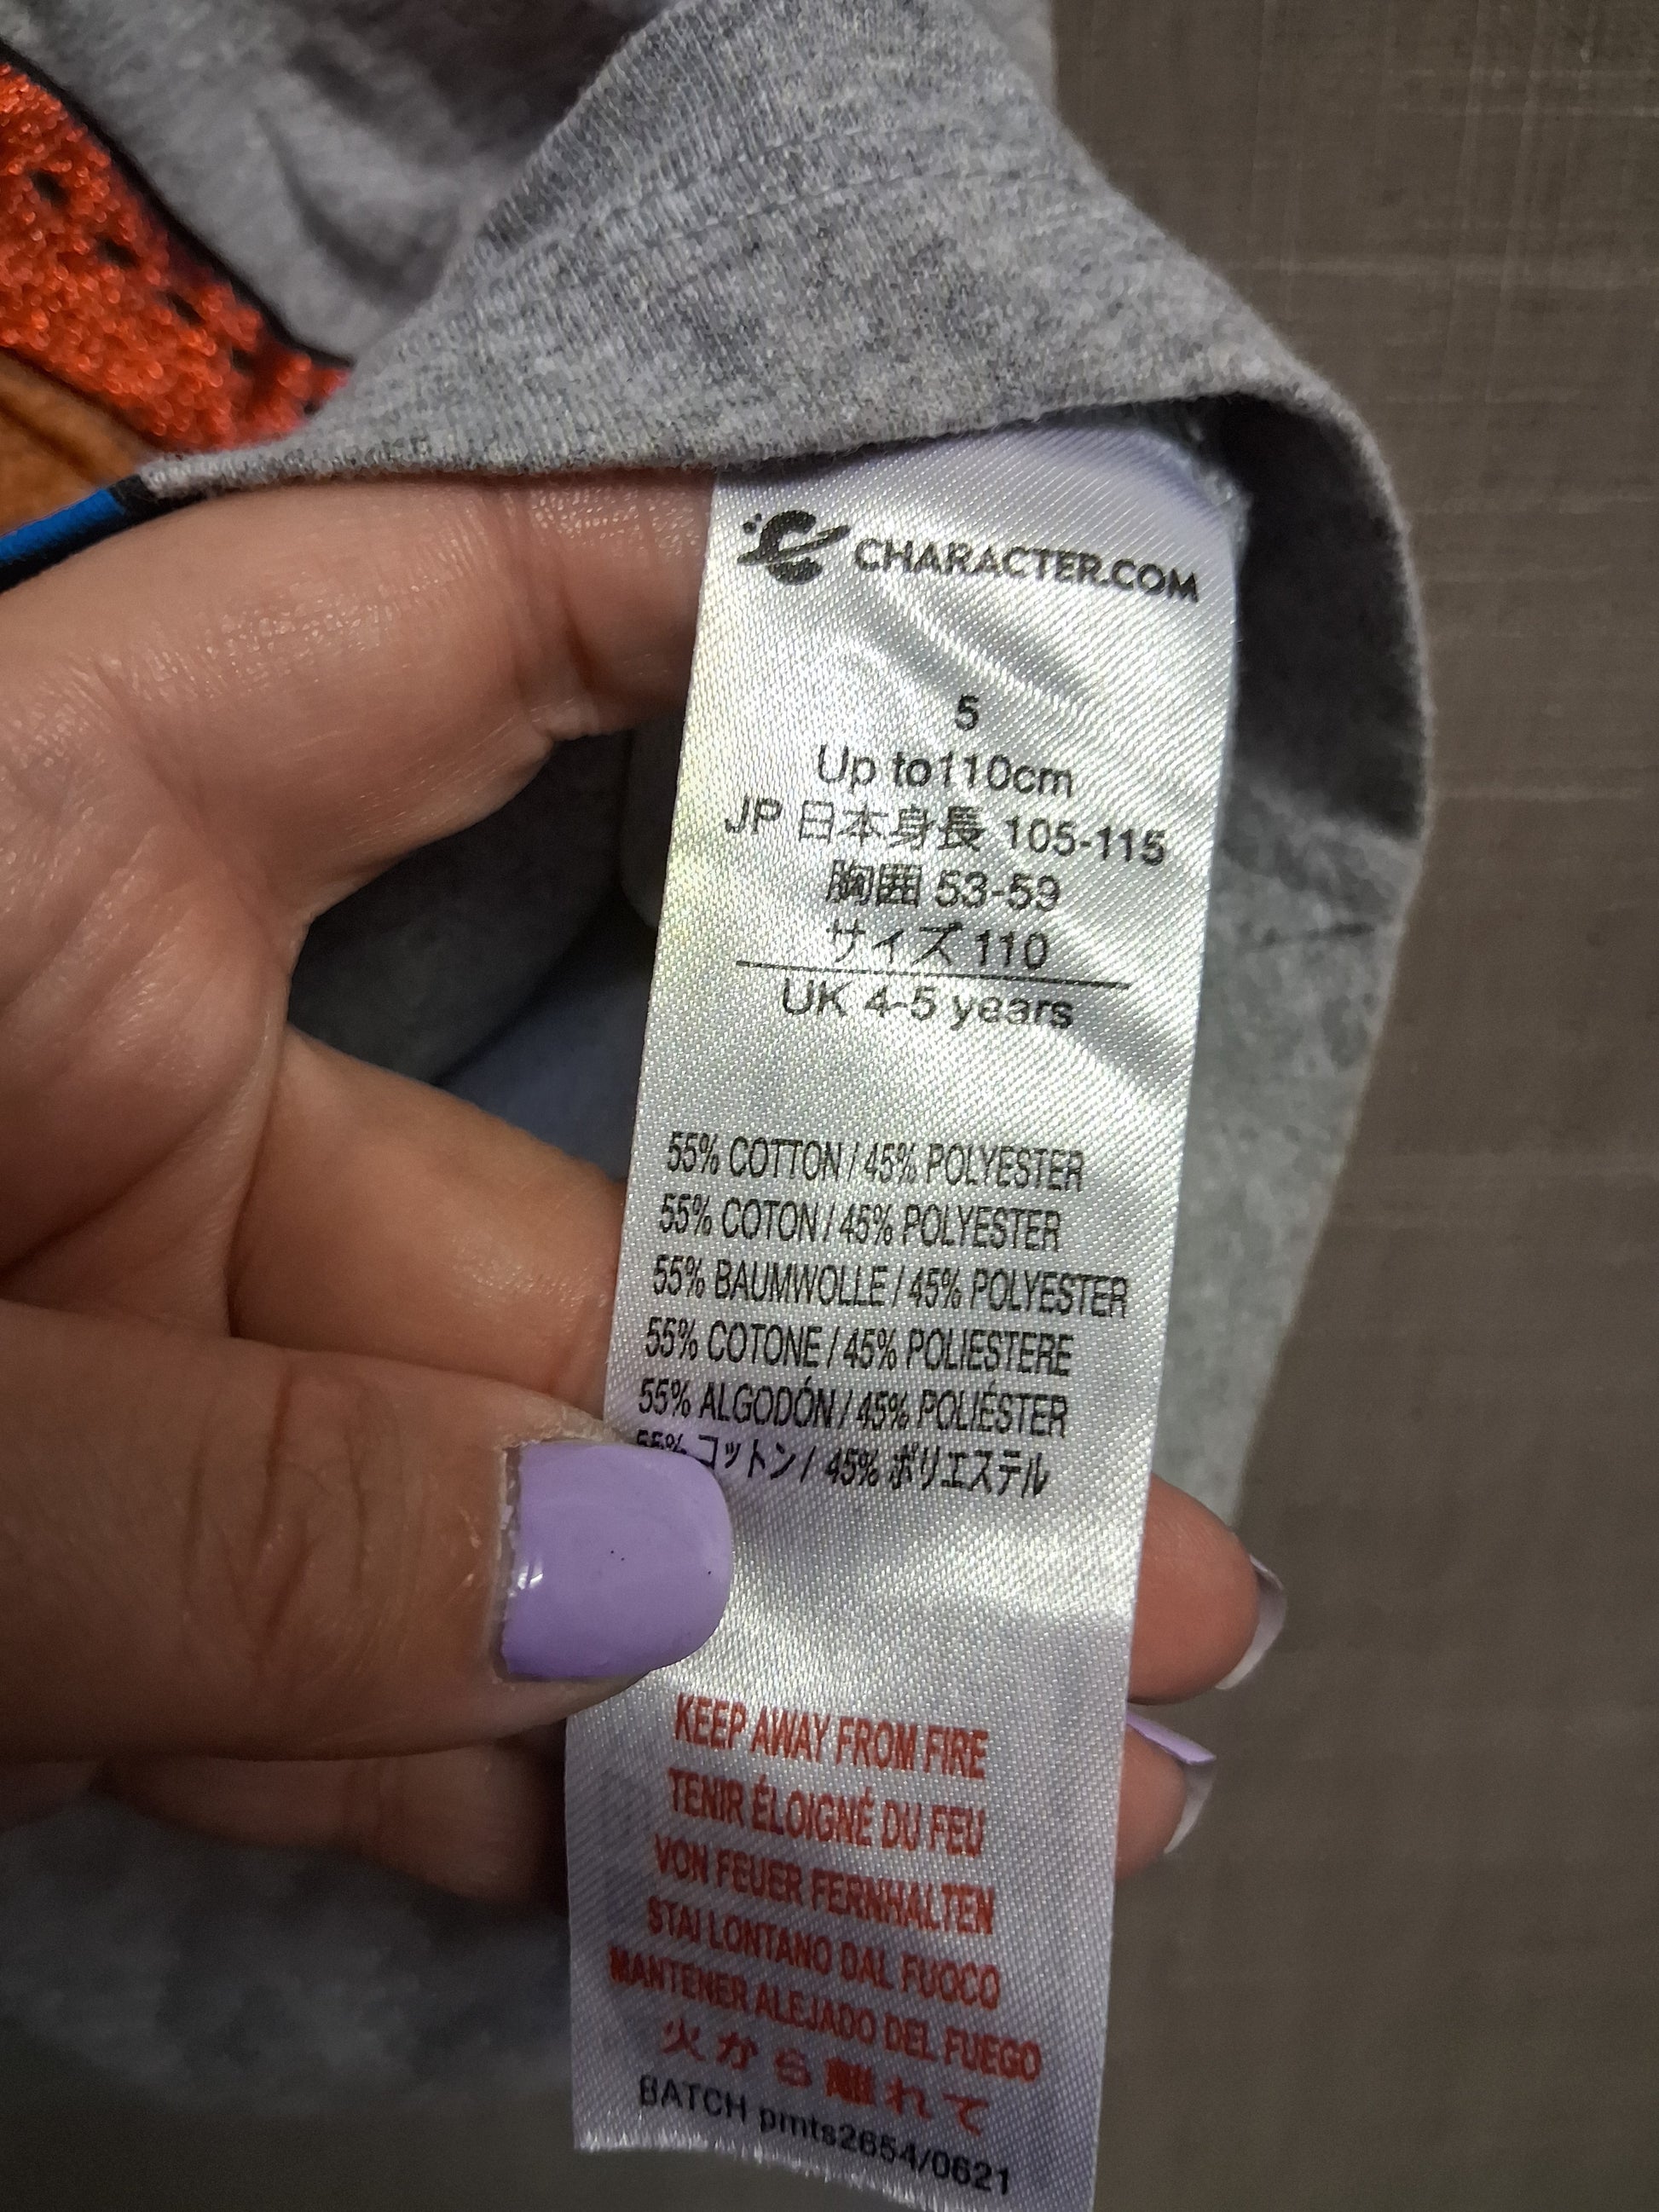 CHARACTER.COM
5
Up to110cm
JP 日本身長 105-115
胸囲 53-59
サイズ 110
UK 4-5 years
55% COTTON / 45% POLYESTER
55% COTON / 45% POLYESTER
55% BAUMWOLLE / 45% POLYESTER
55% COTONE / 45% POLIESTERE
55% ALGODÓN / 45% POLIÉSTER
55% コットン / 45% ポリエステル
KEEP AWAY FROM FIRE
TENIR ÉLOIGNÉ DU FEU
VON FEUER FERNHALTEN
STAI LONTANO DAL FUOCO
MANTENER ALEJADO DEL FUEGO
火から離れて
BATCH pmts2654/0621